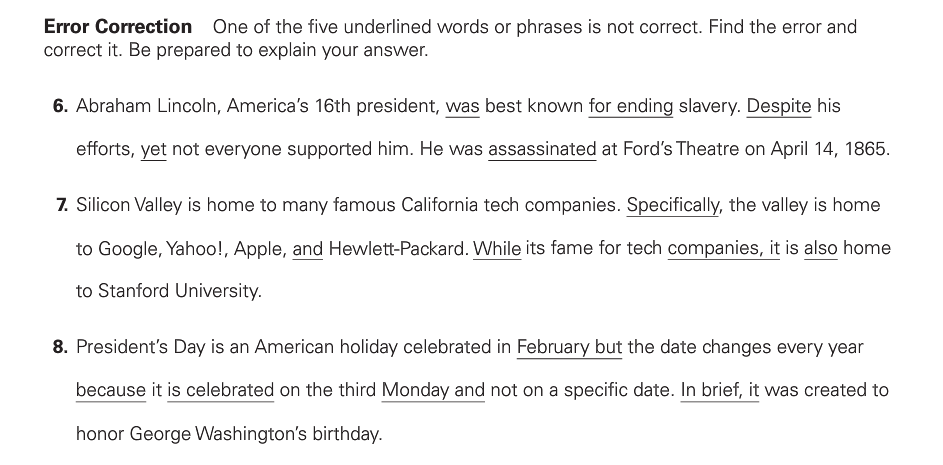 Error Correction One of the five underlined words or phrases is not correct. Find the error and
correct it. Be prepared to explain your answer.
6. Abraham Lincoln, America's 16th president, was best known for ending slavery. Despite his
efforts, yet not everyone supported him. He was assassinated at Ford's Theatre on April 14, 1865.
7. Silicon Valley is home to many famous California tech companies. Specifically, the valley is home
to Google, Yahoo!, Apple, and Hewlett-Packard. While its fame for tech companies, it is also home
to Stanford University.
8. President's Day is an American holiday celebrated in February but the date changes every year
because it is celebrated on the third Monday and not on a specific date. In brief, it was created to
honor George Washington's birthday.